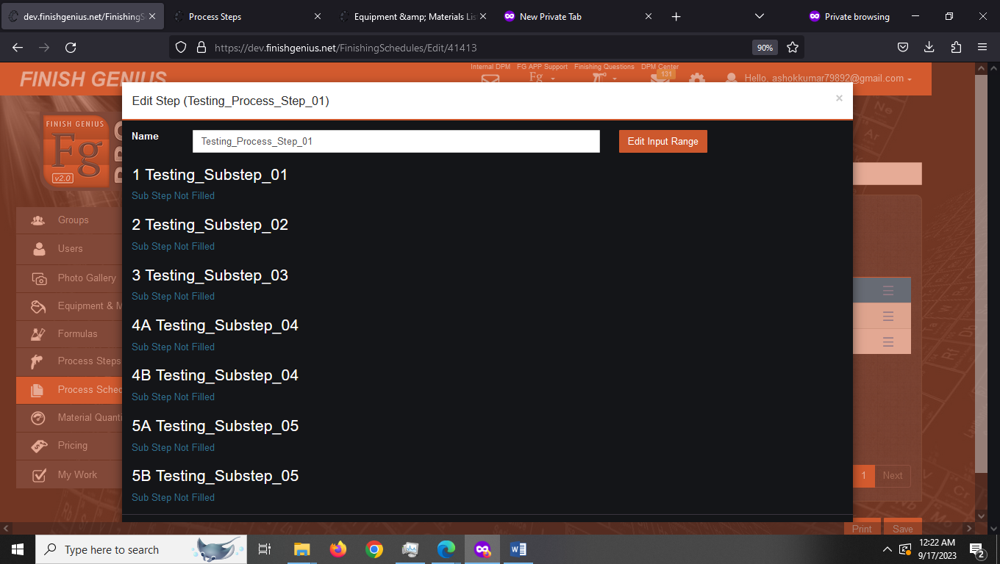 dev.finishgenius.net/FinishingS
Process Steps
Equipment &amp; Materials Lis
New Private Tab
Private browsing
https://dev.finishgenius.net/FinishingSchedules/Edit/41413
90%
Internal DPM FG APP Support Finishing Questions DPM Center
FINISH GENIUS
Fg
131
Hello, ashokkumar79892@gmail.com
Edit Step (Testing_Process_Step_01)
×
FINISH GENIUS
Fg
v2.0
Name
Testing_Process_Step_01
Edit Input Range
1 Testing_Substep_01
Sub Step Not Filled
2 Testing_Substep_02
Sub Step Not Filled
3 Testing_Substep_03
Sub Step Not Filled
4A Testing_Substep_04
Sub Step Not Filled
4B Testing_Substep_04
Sub Step Not Filled
5A Testing_Substep_05
Sub Step Not Filled
5B Testing_Substep_05
Sub Step Not Filled
Groups
Users
Photo Gallery
Equipment & M
Formulas
Process Steps
Process Sched
Material Quanti
Pricing
My Work
1
Next
Print
Save
Type here to search
12:22 AM
9/17/2023
2